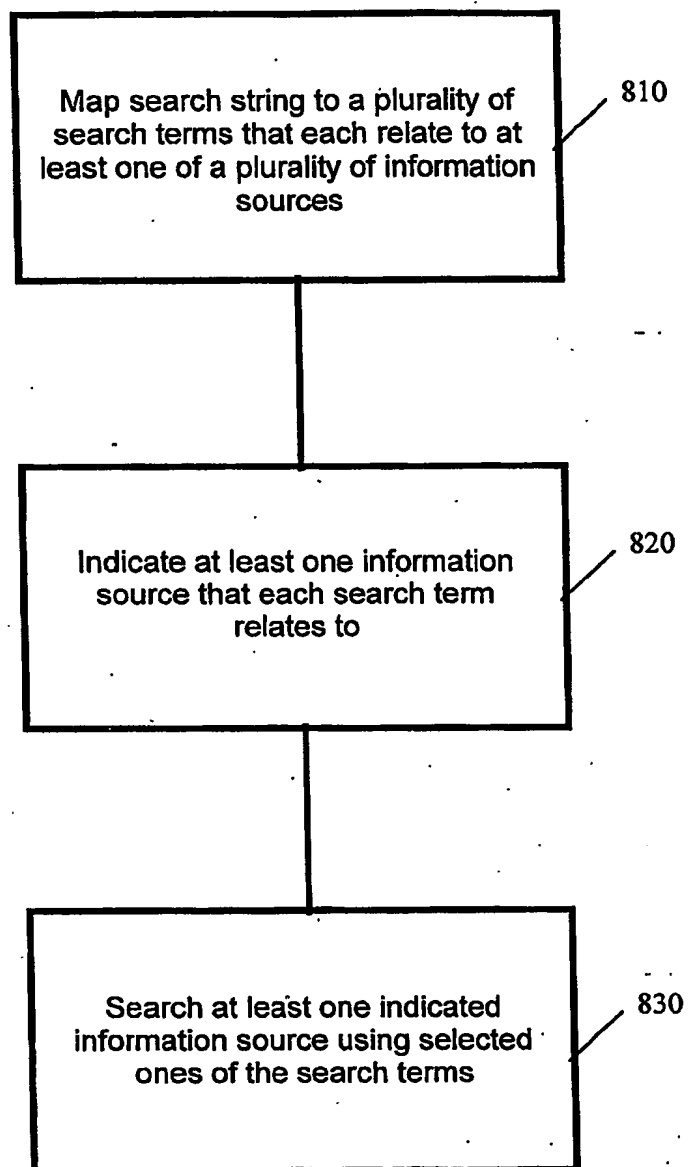 Map search string to a plurality of
search terms that each relate to at
least one of a plurality of information
sources
810
Indicate at least one information
source that each search term
relates to
820
Search at least one indicated
information source using selected
ones of the search terms
830